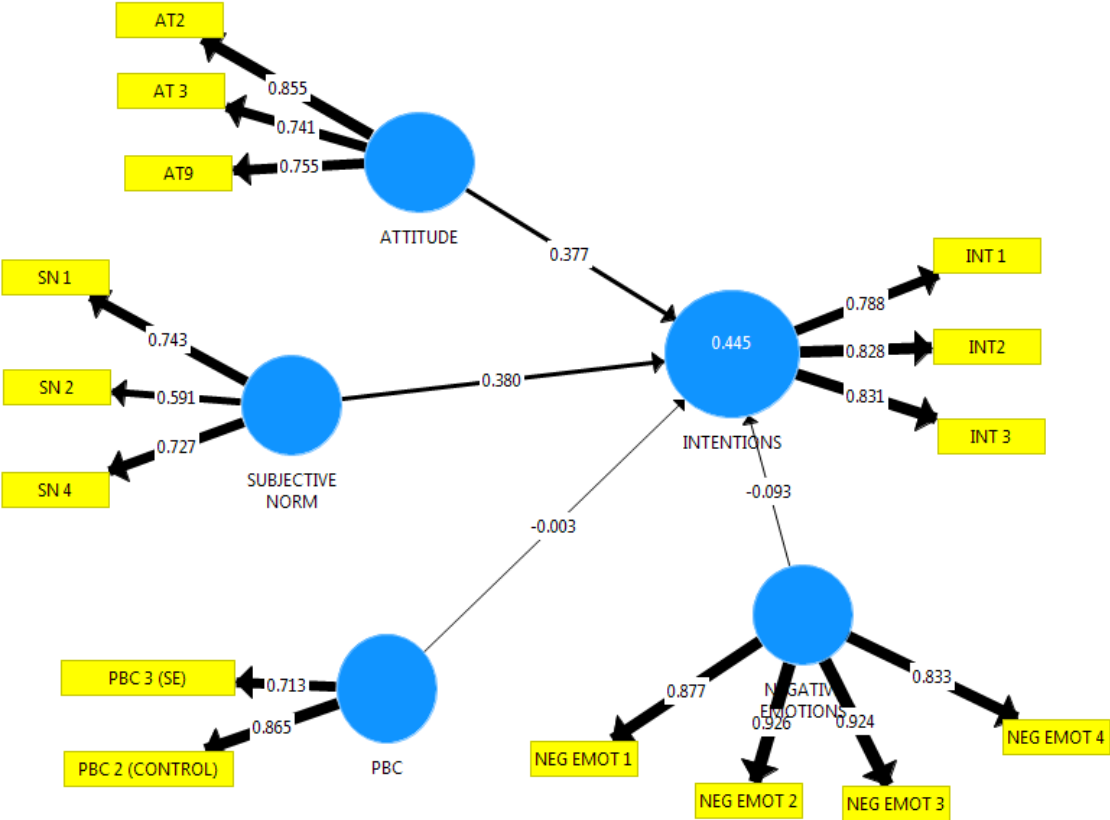 AT2
0.855
AT 3
0.741
AT9
0.755
ATTITUDE
0.377
SN 1
0.743
SN 2
0.591
SN 4
0.727
SUBJECTIVE
NORM
0.380
INT 1
0.788
0.445
INT2
0.828
0.831
INT 3
INTENTIONS
-0.003
-0.093
PBC 3 (SE)
0.713
0.865
PBC 2 (CONTROL)
PBC
NEGATIVE
EMOTIONS
0.877
0.926
0.924
0.833
NEG EMOT 1
NEG EMOT 2
NEG EMOT 3
NEG EMOT 4